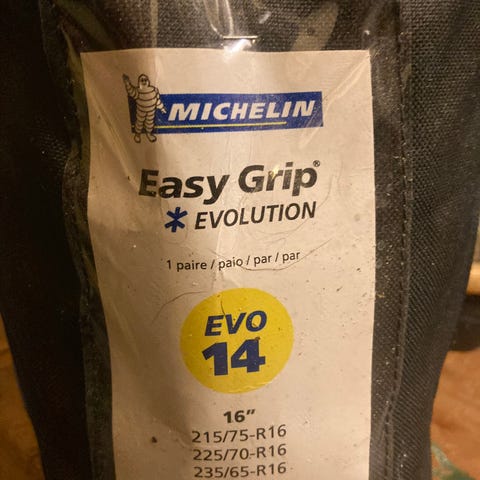 MICHELIN
Easy Grip®
* EVOLUTION
1 paire / paio / par / par
EVO
14
16"
215/75-R16
225/70-R16
235/65-R16